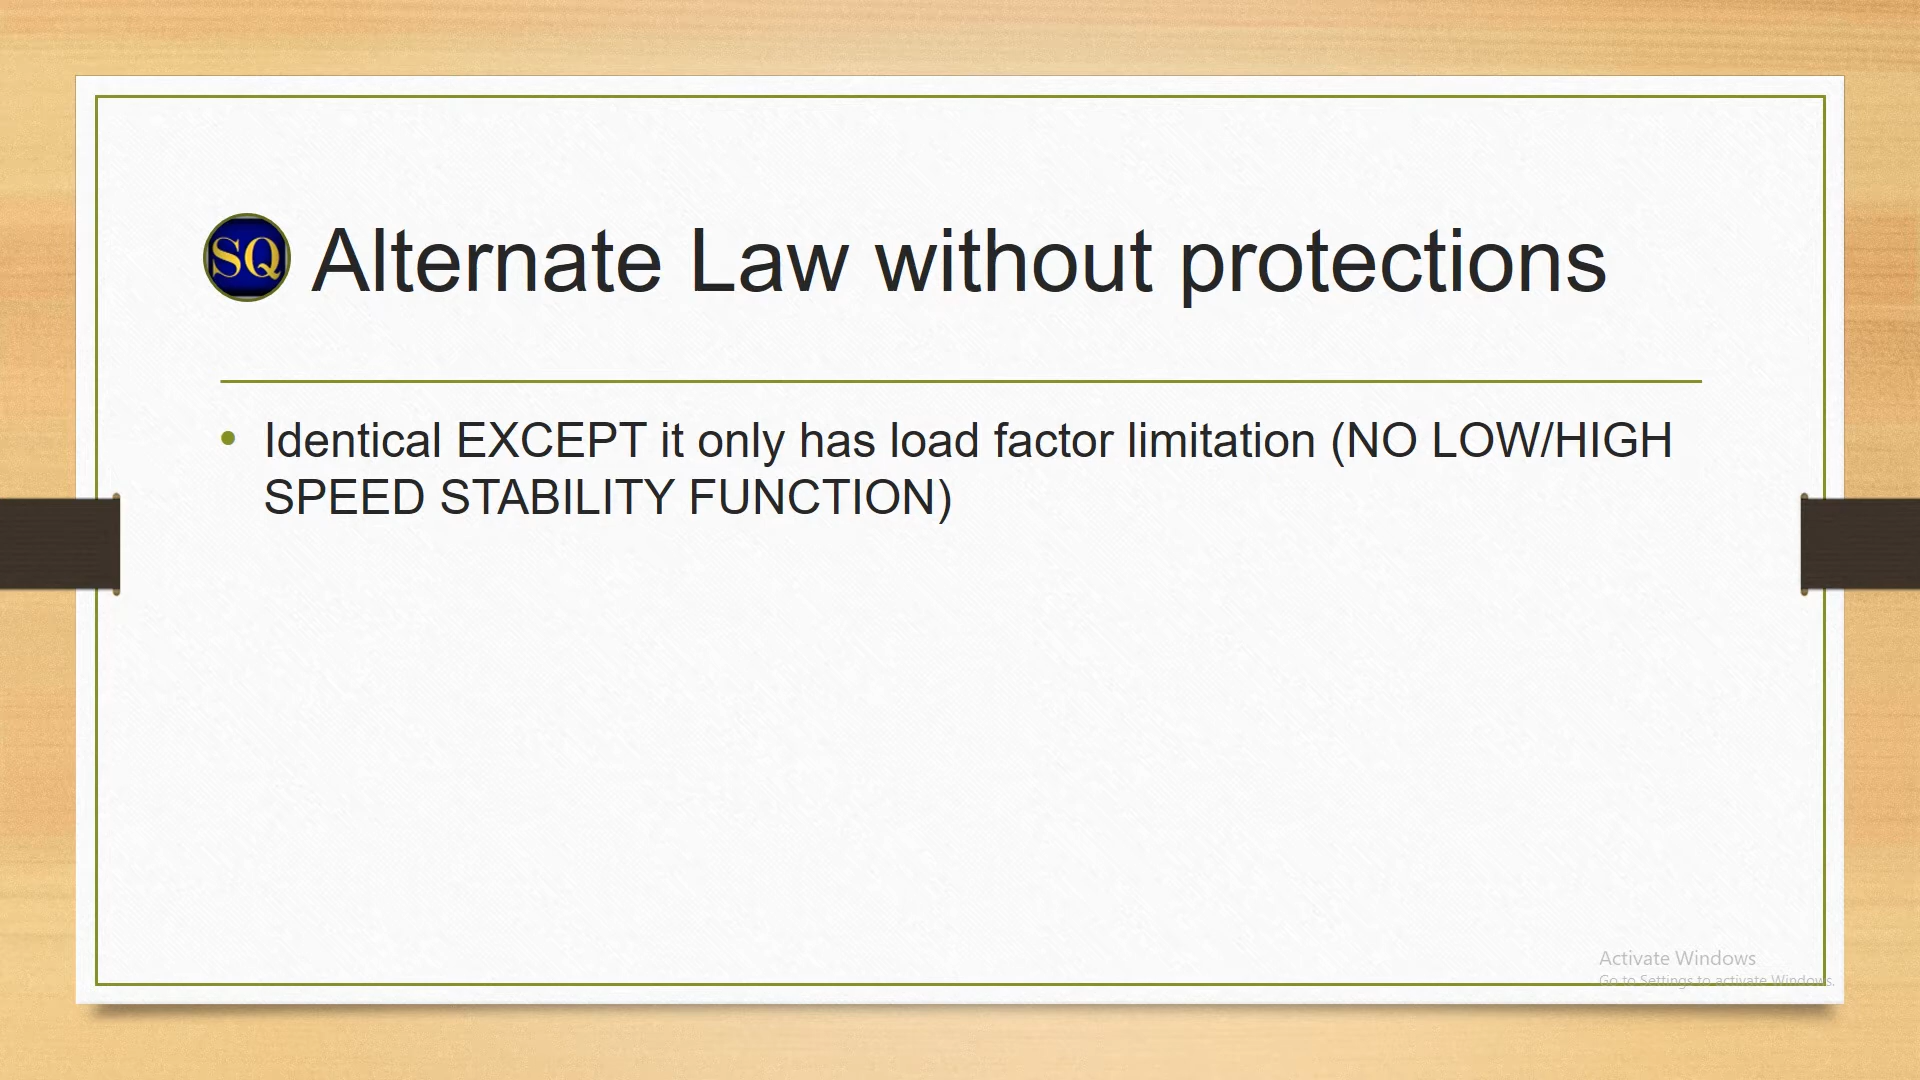 SQ Alternate Law without protections
• Identical EXCEPT it only has load factor limitation (NO LOW/HIGH
SPEED STABILITY FUNCTION)
Activate Windows
Go to Settings to activate Windows.